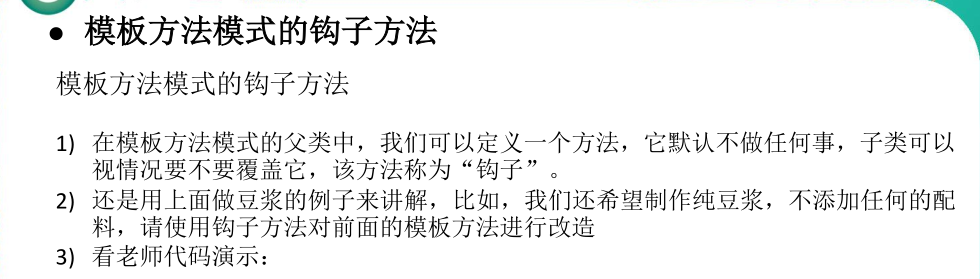 ● 模板方法模式的钩子方法
模板方法模式的钩子方法
1) 在模板方法模式的父类中，我们可以定义一个方法，它默认不做任何事，子类可以
视情况要不要覆盖它，该方法称为“钩子”。
2) 还是用上面做豆浆的例子来讲解，比如，我们还希望制作纯豆浆，不添加任何的配
料，请使用钩子方法对前面的模板方法进行改造
3) 看老师代码演示：